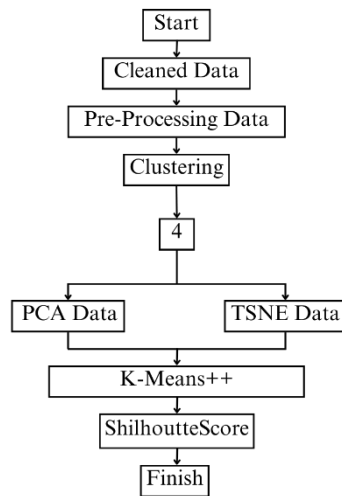 Start
Cleaned Data
Pre-Processing Data
Clustering
4
PCA Data
TSNE Data
K-Means++
ShilhoutteScore
Finish